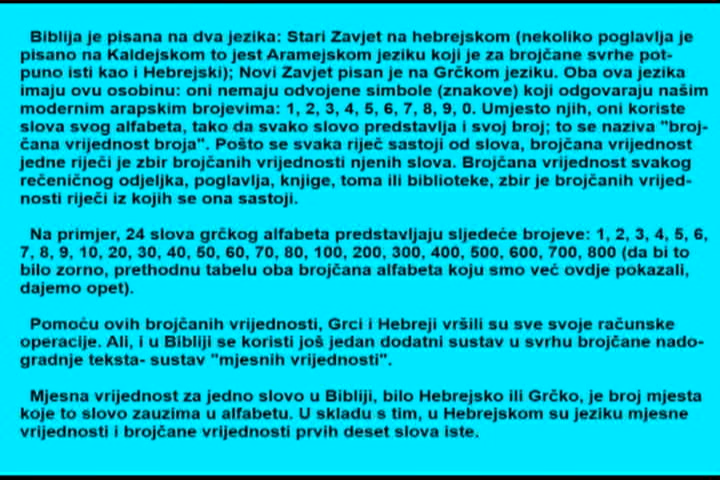 Biblija je pisana na dva jezika: Stari Zavjet na hebrejskom (nekoliko poglavlja je
pisano na Kaldejskom to jest Aramejskom jeziku koji je za brojčane svrhe pot-
puno isti kao i Hebrejski); Novi Zavjet pisan je na Grčkom jeziku. Oba ova jezika
imaju ovu osobinu: oni nemaju odvojene simbole (znakove) koji odgovaraju našim
modernim arapskim brojevima: 1, 2, 3, 4, 5, 6, 7, 8, 9, 0. Umjesto njih, oni koriste
slova svog alfabeta, tako da svako slovo predstavlja i svoj broj; to se naziva "broj-
čana vrijednost broja". Pošto se svaka riječ sastoji od slova, brojčana vrijednost
jedne riječi je zbir brojčanih vrijednosti njenih slova. Brojčana vrijednost svakog
rečeničnog odjeljka, poglavlja, knjige, toma ili biblioteke, zbir je brojčanih vrijed-
nosti riječi iz kojih se ona sastoji.
Na primjer, 24 slova grčkog alfabeta predstavljaju sljedeće brojeve: 1, 2, 3, 4, 5, 6,
7, 8, 9, 10, 20, 30, 40, 50, 60, 70, 80, 100, 200, 300, 400, 500, 600, 700, 800 (da bi to
bilo zorno, prethodnu tabelu oba brojčana alfabeta koju smo već ovdje pokazali,
dajemo opet).
Pomoću ovih brojčanih vrijednosti, Grci i Hebreji vršili su sve svoje računske
operacije. Ali, i u Bibliji se koristi još jedan dodatni sustav u svrhu brojčane nado-
gradnje teksta- sustav "mjesnih vrijednosti".
Mjesna vrijednost za jedno slovo u Bibliji, bilo Hebrejsko ili Grčko, je broj mjesta
koje to slovo zauzima u alfabetu. U skladu s tim, u Hebrejskom su jeziku mjesne
vrijednosti i brojčane vrijednosti prvih deset slova iste.